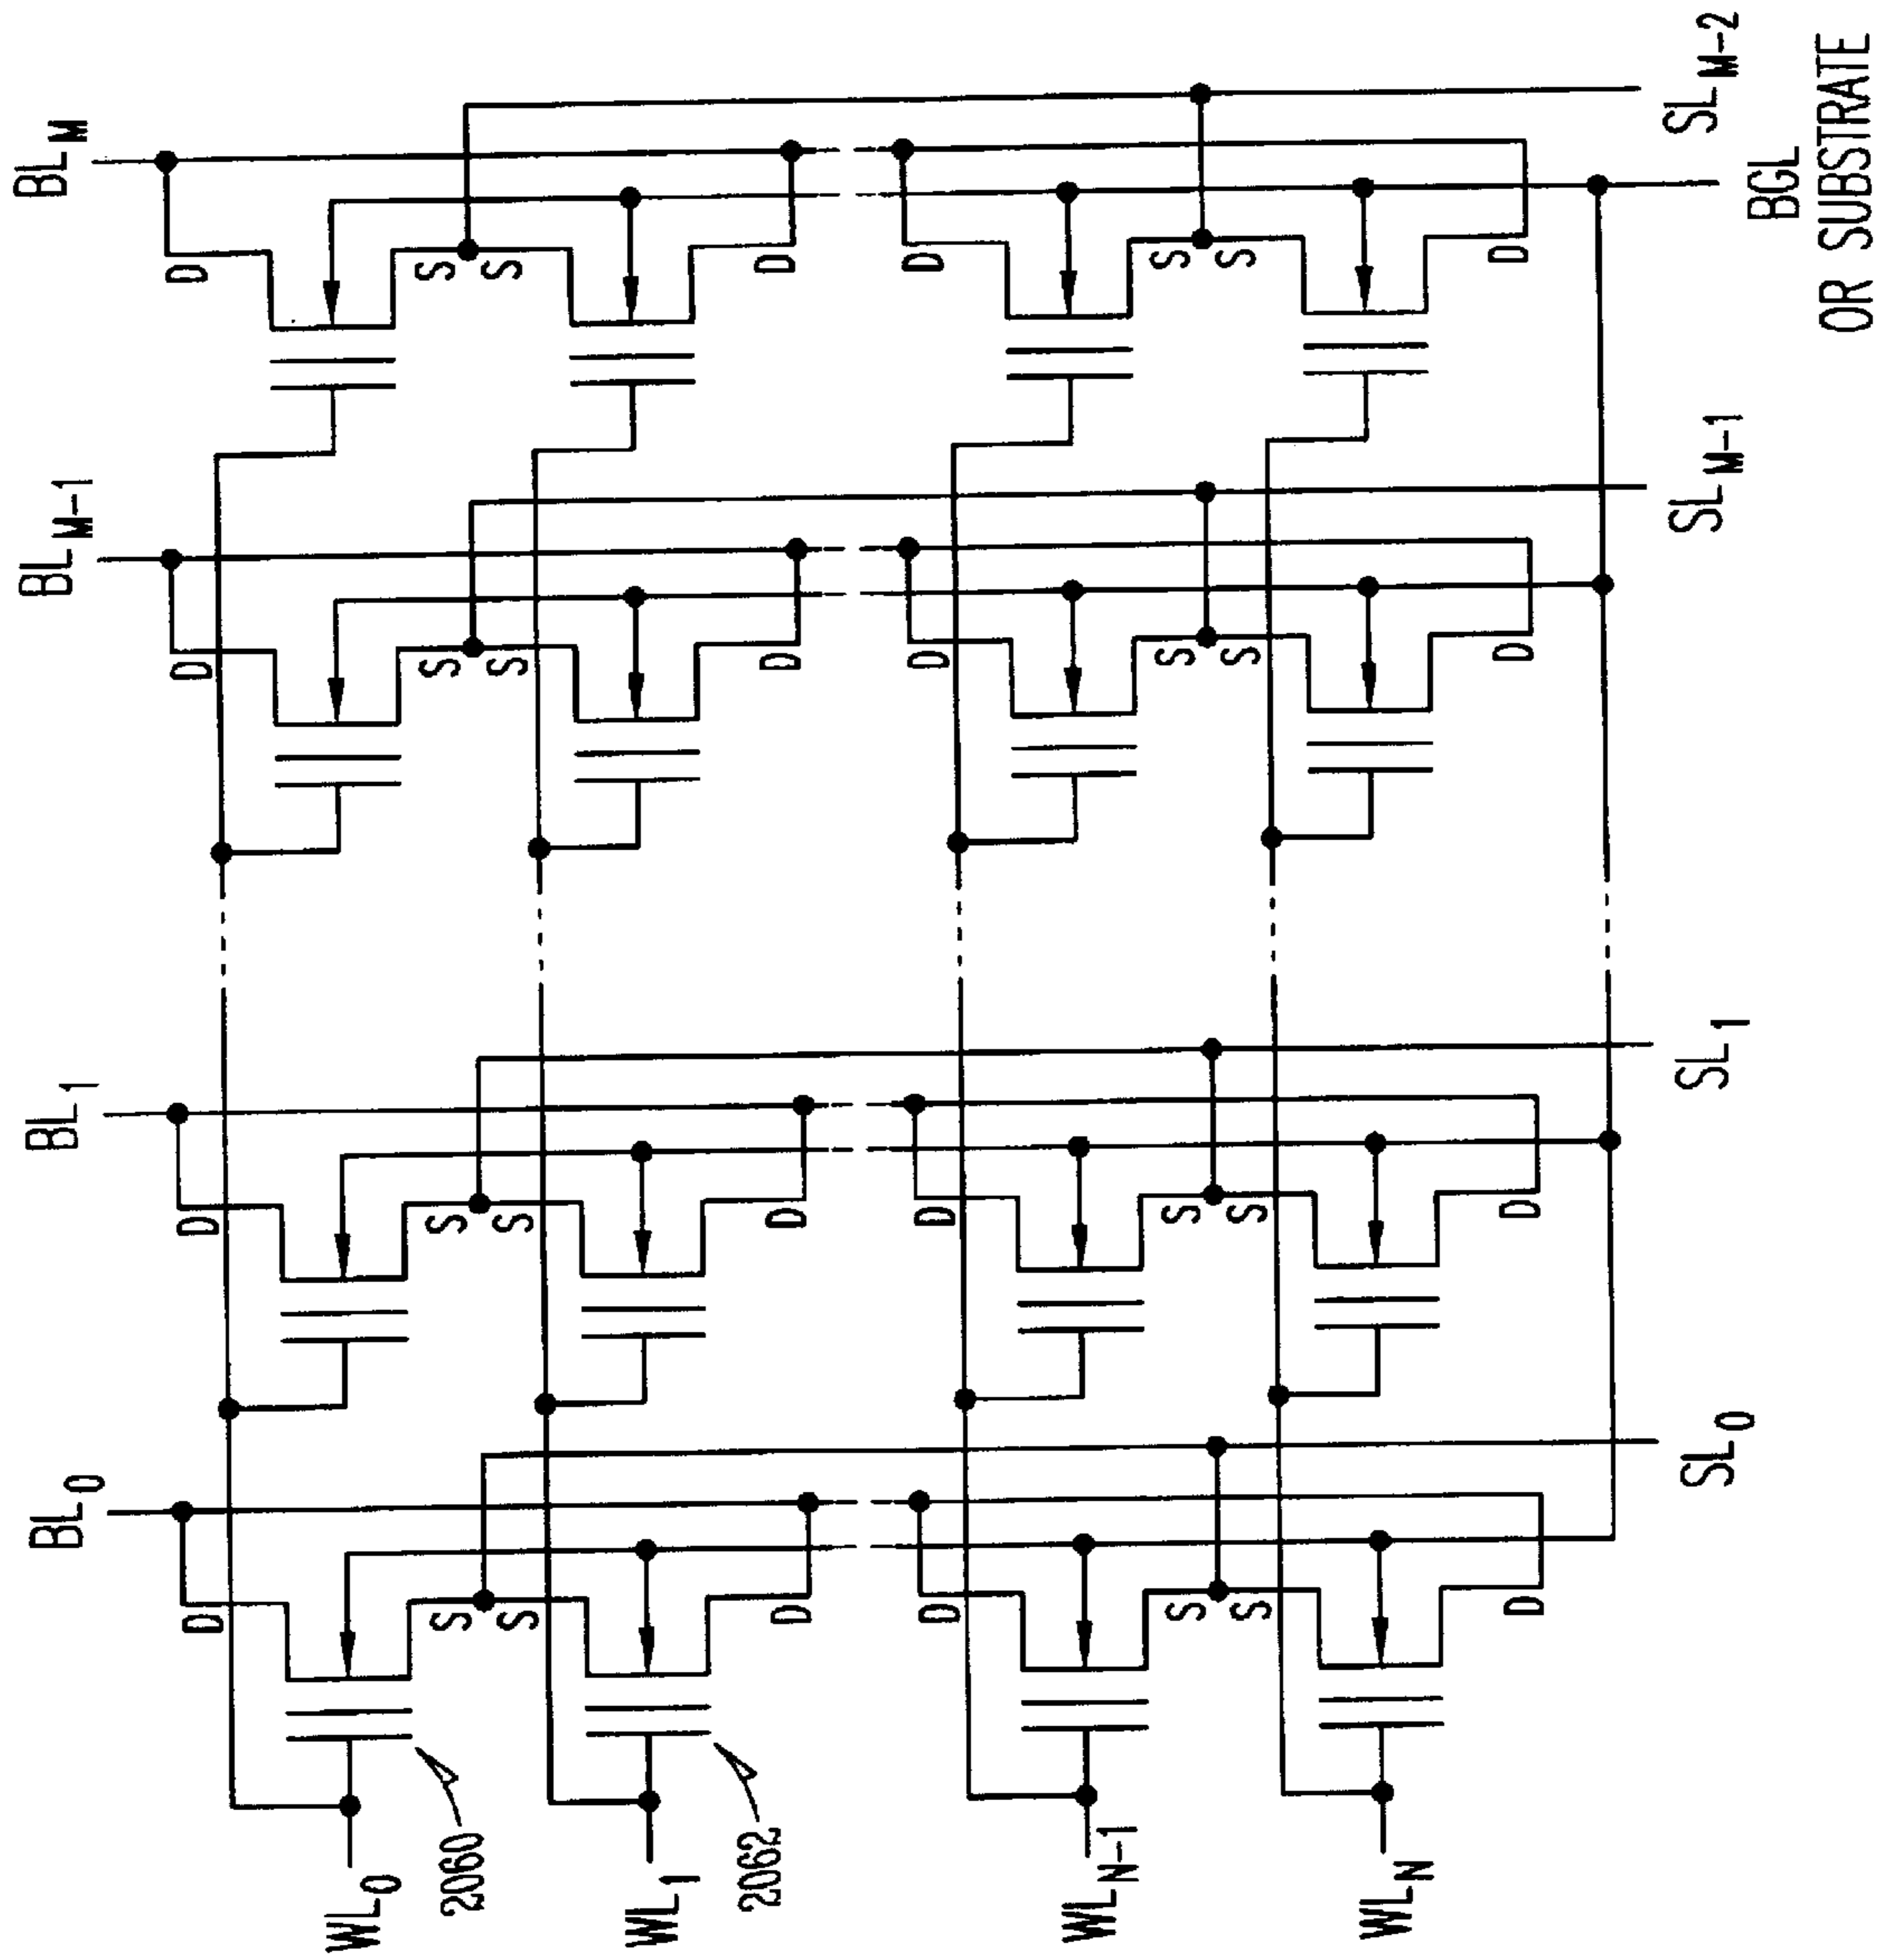 BL0 BL1 BLM-1 BLM
D D D D
WL0
2060 S S S S
S S S S
WL1
2062 D D D D
D D D D
WLN-1
S S S S
S S S S
WLN
D D D D
SL0 SL1 SLM-1 SLM-2
BGL
OR SUBSTRATE